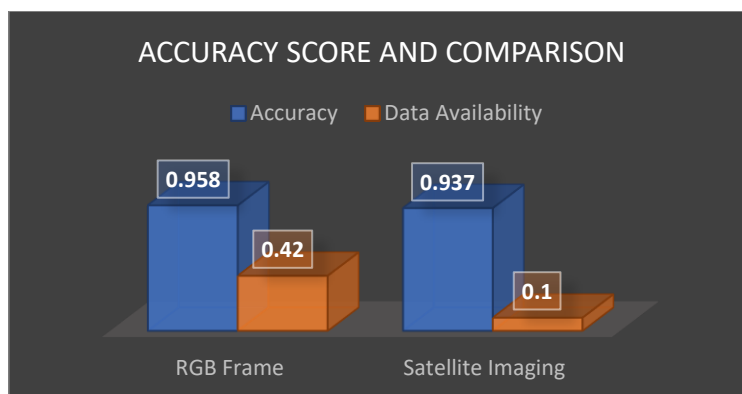 ACCURACY SCORE AND COMPARISON
Accuracy Data Availability
0.958
0.42
0.937
0.1
RGB Frame Satellite Imaging